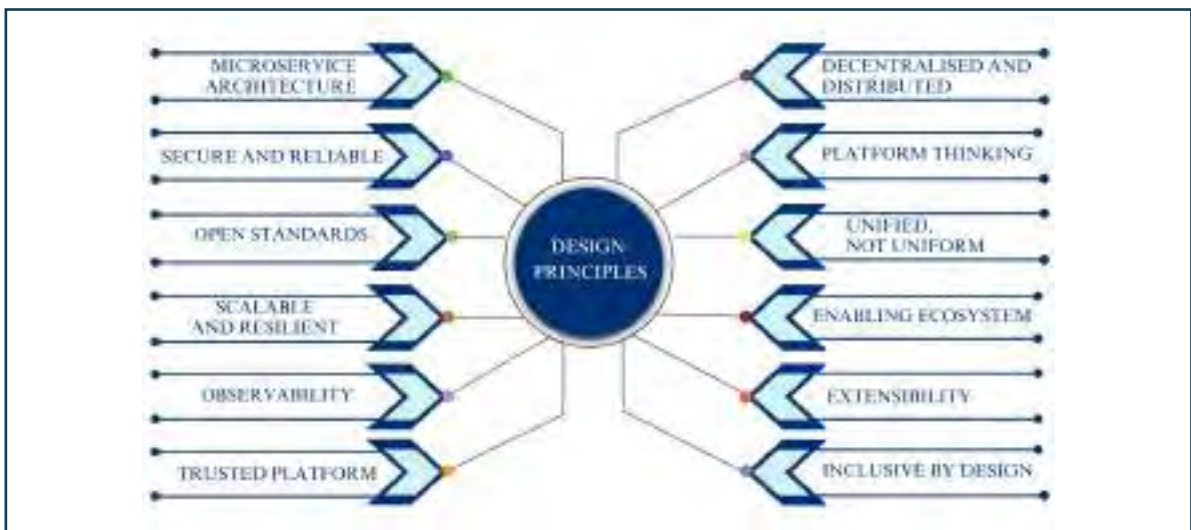 MICROSERVICE
ARCHITECTURE
SECURE AND RELIABLE
OPEN STANDARDS
SCALABLE
AND RESILIENT
OBSERVABILITY
TRUSTED PLATFORM
DESIGN
PRINCIPLES
DECENTRALISED AND
DISTRIBUTED
PLATFORM THINKING
UNIFIED,
NOT UNIFORM
ENABLING ECOSYSTEM
EXTENSIBILITY
INCLUSIVE BY DESIGN